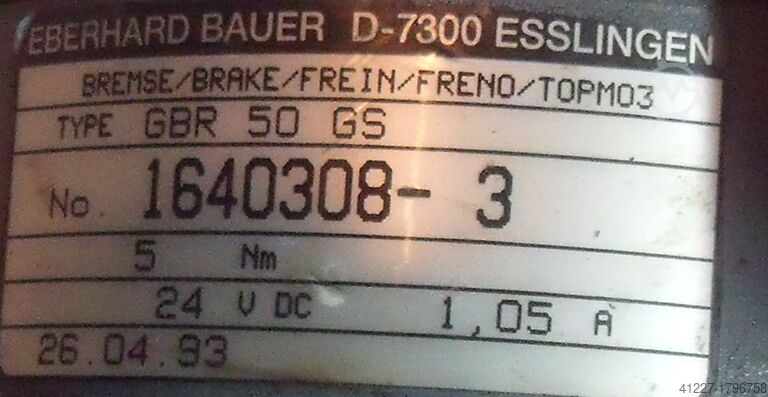 EBERHARD BAUER D-7300 ESSLINGEN
BREMSE/BRAKE/FREIN/FRENO/TOPMO3
TYPE GBR 50 GS
No. 1640308-3
5 Nm
24 V DC 1,05 A
26.04.93
41227-1796758